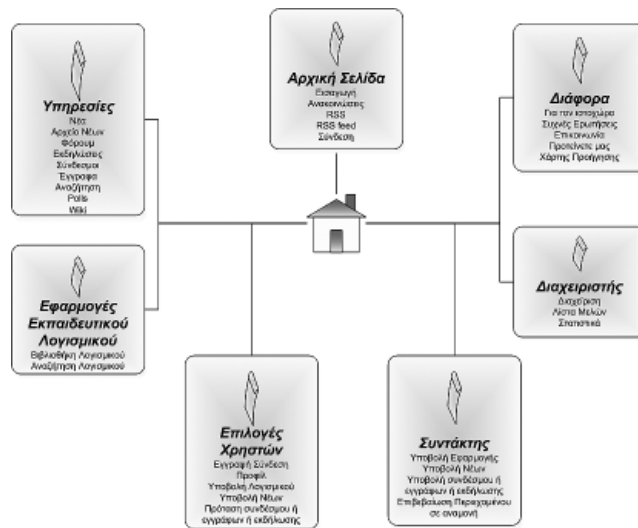 Αρχική Σελίδα
Εισαγωγή
Ανακοινώσεις
RSS
RSS feed
Σύνδεση
Υπηρεσίες
Νέα
Αρχείο Νέων
Φόρουμ
Εκδηλώσεις
Σύνδεσμοι
Έγγραφα
Αναζήτηση
Polls
Wiki
Διάφορα
Για τον ιστοχώρο
Συχνές Ερωτήσεις
Επικοινωνία
Προτείνετε μας
Χάρτης Προήγησης
Εφαρμογές
Εκπαιδευτικού
Λογισμικού
Βιβλιοθήκη Λογισμικού
Αναζήτηση Λογισμικού
Διαχειριστής
Διαχείριση
Λίστα Μελών
Στατιστικά
Επιλογές
Χρηστών
Εγγραφή Σύνδεση
Προφίλ
Υποβολή Λογισμικού
Υποβολή Νέων
Πρόταση συνδέσμου ή
εγγράφων ή εκδήλωσης
Συντάκτης
Υποβολή Εφαρμογής
Υποβολή Νέων
Υποβολή συνδέσμου ή
εγγράφων ή εκδήλωσης
Επιβεβαίωση Περιεχομένου
σε αναμονή